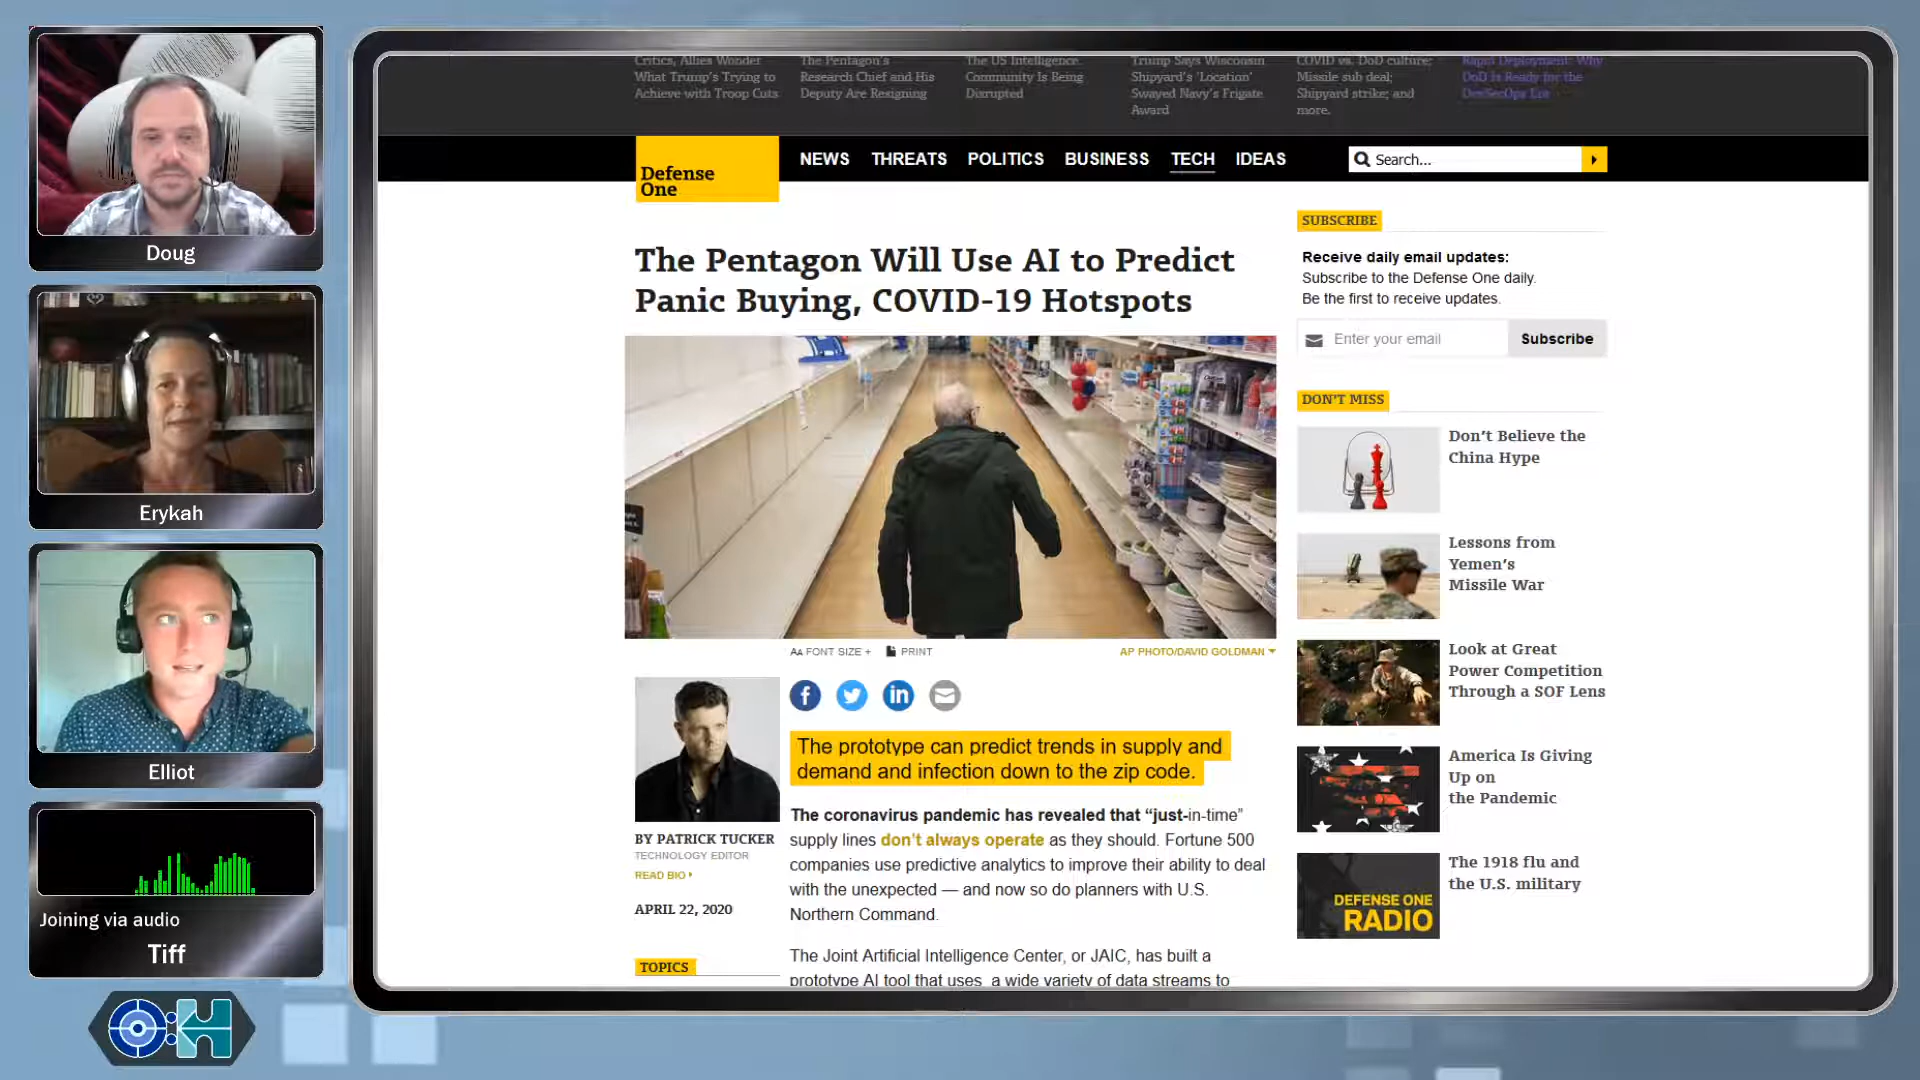 Doug
Erykah
Elliot
Joining via audio
Tiff
Critics, Allies Wonder
What Trump's Trying to
Achieve with Troop Cuts
The Pentagon's
Research Chief and His
Deputy Are Resigning
The US Intelligence
Community Is Being
Disrupted
Trump Says Wisconsin
Shipyard's 'Location'
Swayed Navy's Frigate
Award
COVID vs. DoD culture;
Missile sub deal;
Shipyard strike; and
more.
Rapid Deployment: Why
DoD Is Ready for the
DevSecOps Era
Defense
One
NEWS THREATS POLITICS BUSINESS TECH IDEAS
Search...
The Pentagon Will Use AI to Predict
Panic Buying, COVID-19 Hotspots
AA FONT SIZE + PRINT
AP PHOTO/DAVID GOLDMAN
BY PATRICK TUCKER
TECHNOLOGY EDITOR
READ BIO
APRIL 22, 2020
TOPICS
The prototype can predict trends in supply and
demand and infection down to the zip code.
The coronavirus pandemic has revealed that “just-in-time”
supply lines don’t always operate as they should. Fortune 500
companies use predictive analytics to improve their ability to deal
with the unexpected — and now so do planners with U.S.
Northern Command.
The Joint Artificial Intelligence Center, or JAIC, has built a
prototype AI tool that uses a wide variety of data streams to
SUBSCRIBE
Receive daily email updates:
Subscribe to the Defense One daily.
Be the first to receive updates.
Enter your email
Subscribe
DON'T MISS
Don’t Believe the
China Hype
Lessons from
Yemen’s
Missile War
Look at Great
Power Competition
Through a SOF Lens
America Is Giving
Up on
the Pandemic
DEFENSE ONE
RADIO
The 1918 flu and
the U.S. military